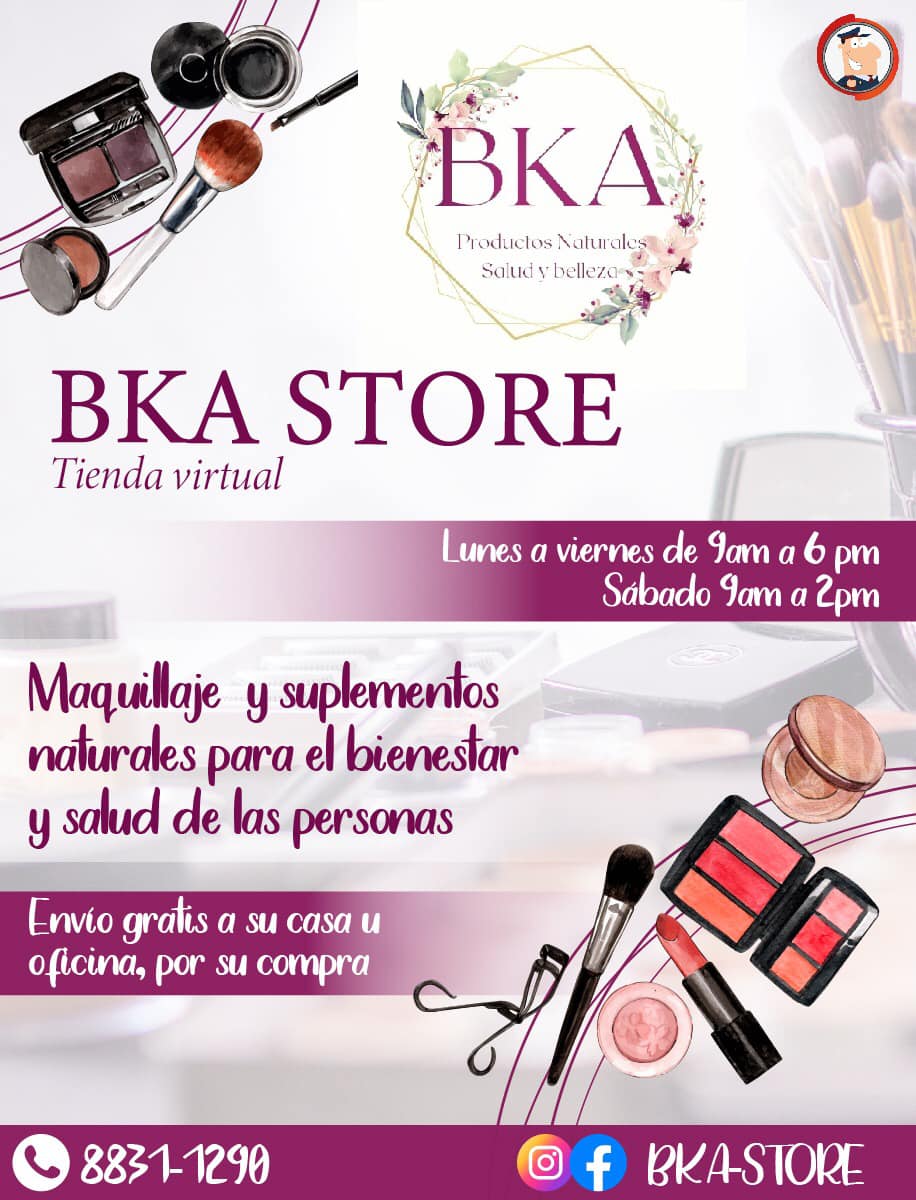 BKA
Productos Naturales
Salud y belleza
BKA STORE
Tienda virtual
Lunes a viernes de 9am a 6 pm
Sábado 9am a 2pm
Maquillaje y suplementos
naturales para el bienestar
y salud de las personas
Envío gratis a su casa u
oficina, por su compra
8831-1290
BKA-STORE